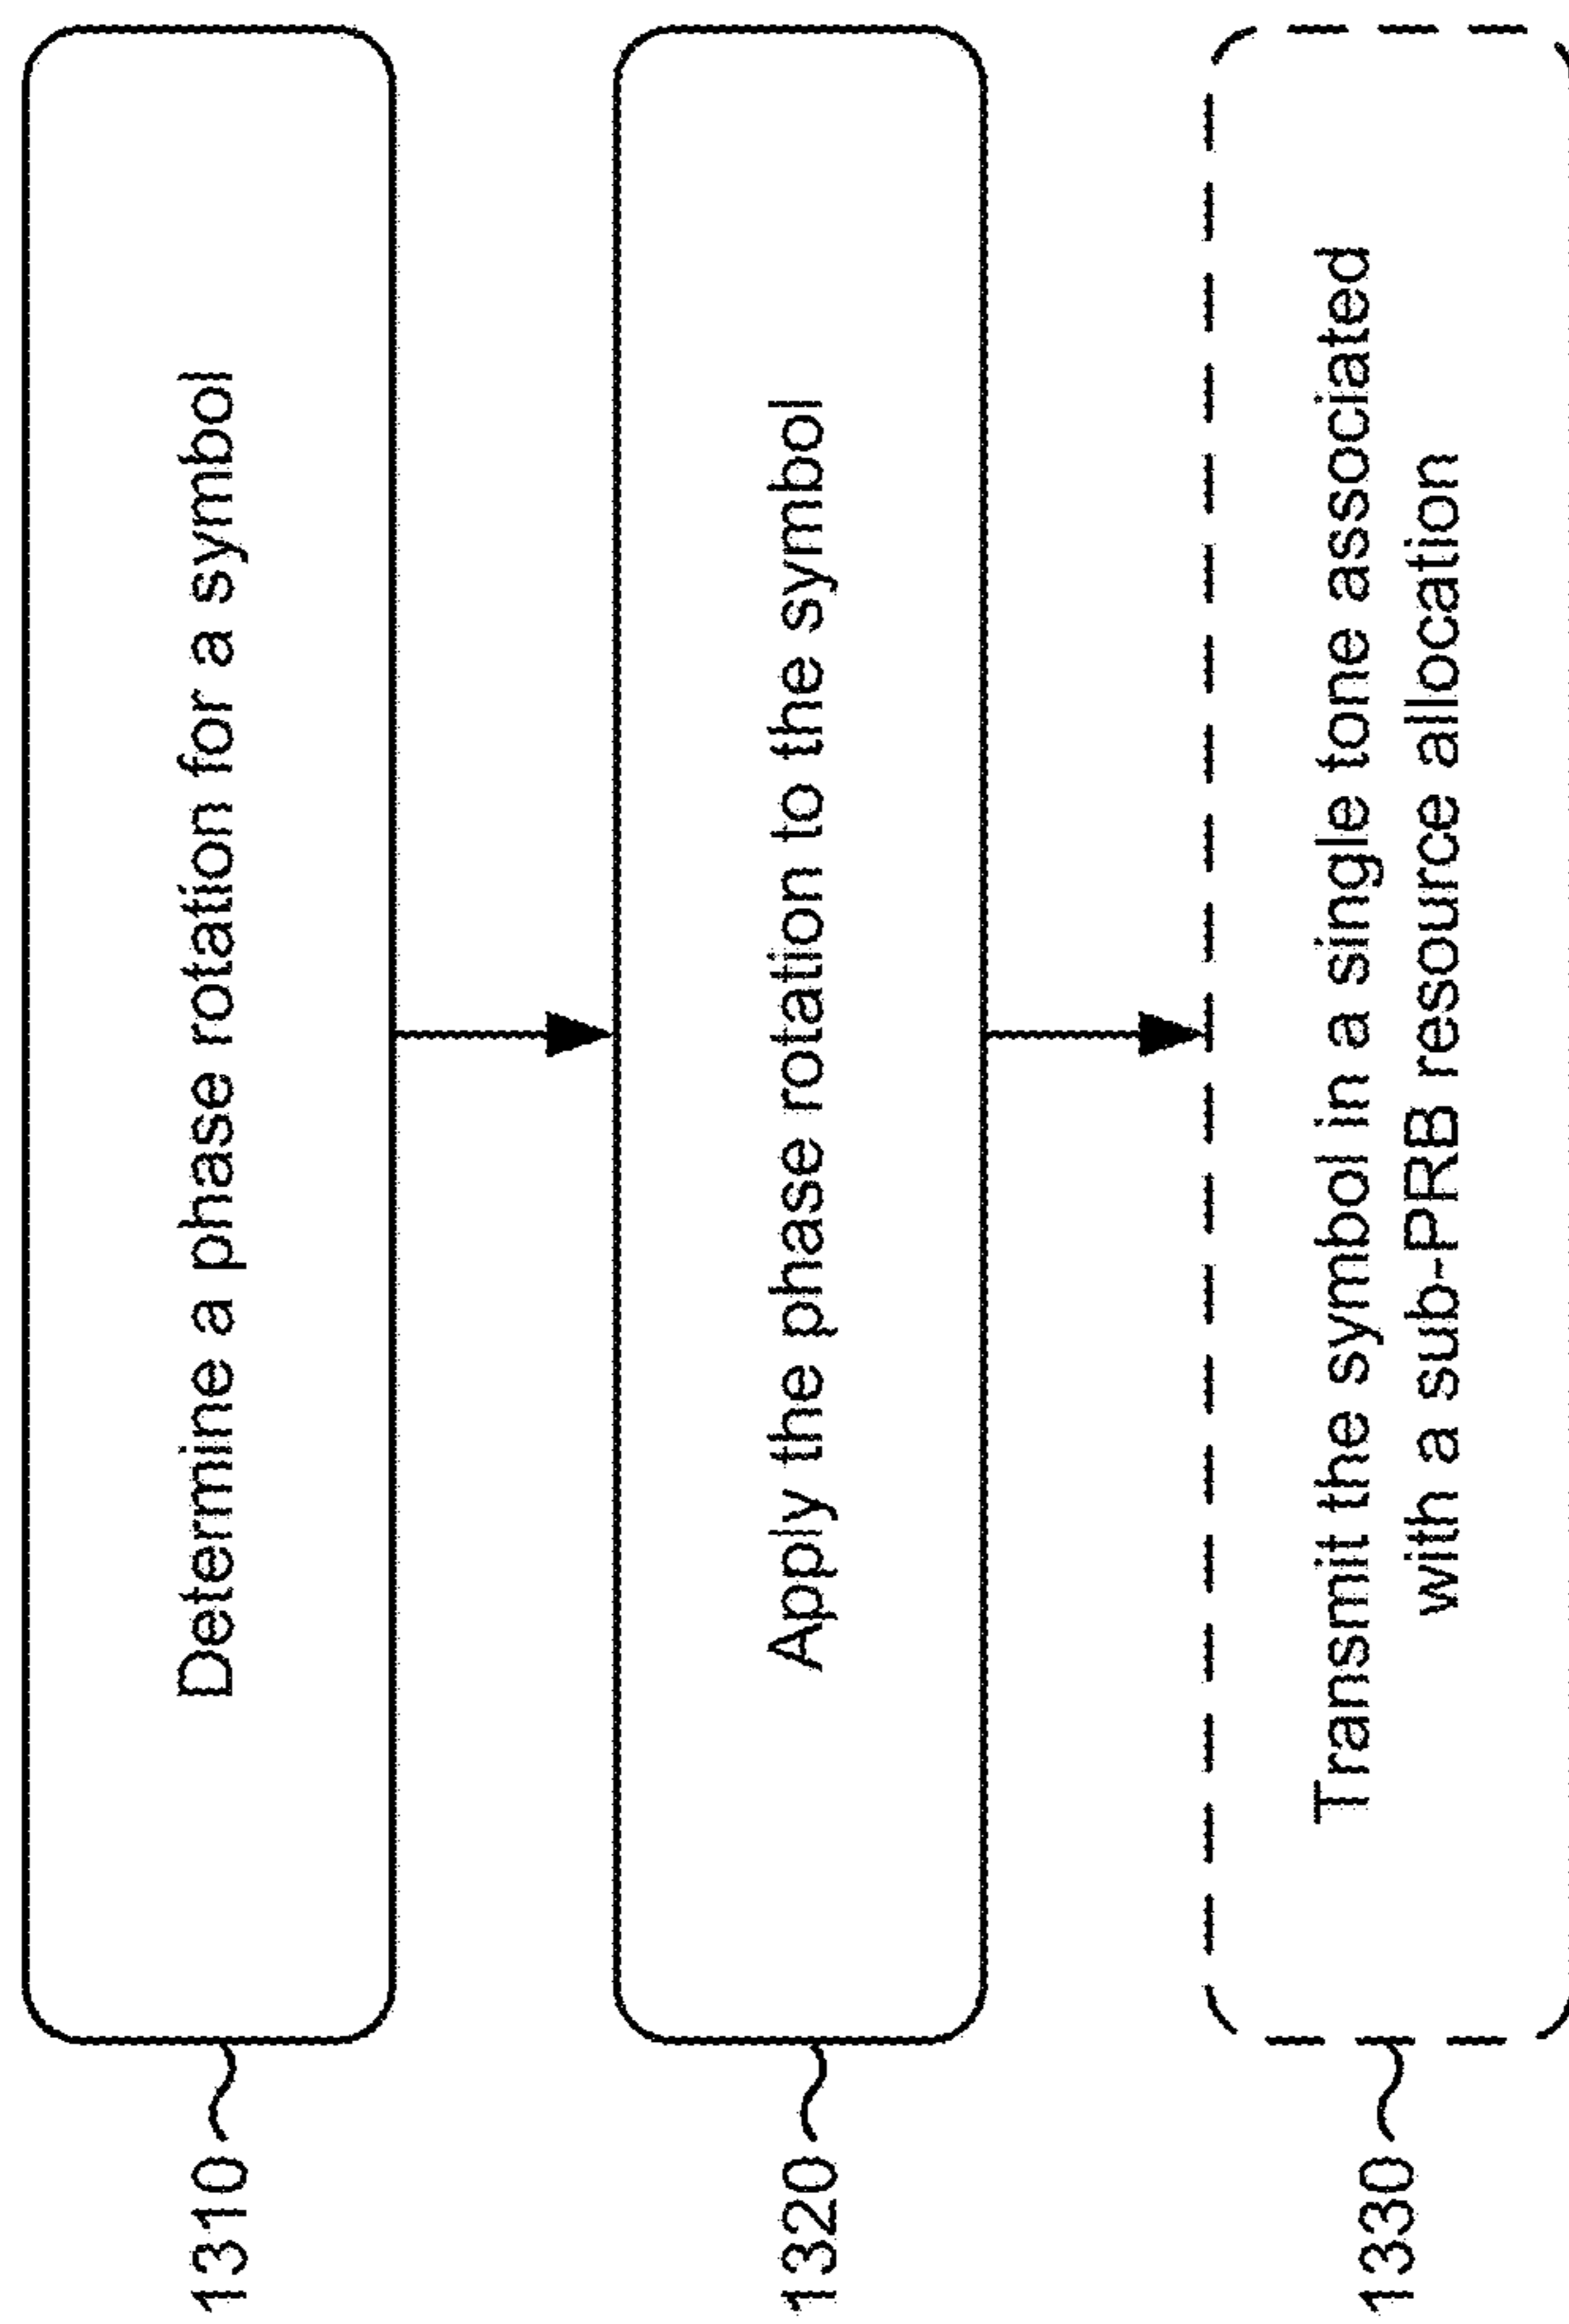 1310
Determine a phase rotation for a symbol
1320
Apply the phase rotation to the symbol
1330
Transmit the symbol in a single tone associated
with a sub-PRB resource allocation